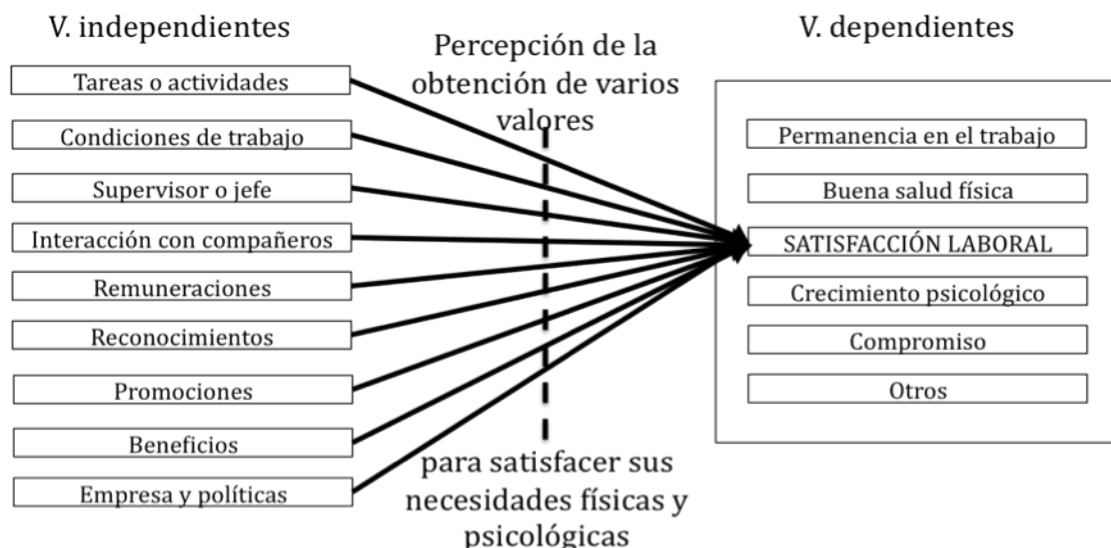 V. independientes
Tareas o actividades
Condiciones de trabajo
Supervisor o jefe
Interacción con compañeros
Remuneraciones
Reconocimientos
Promociones
Beneficios
Empresa y políticas
Percepción de la
obtención de varios
valores
para satisfacer sus
necesidades físicas y
psicológicas
V. dependientes
Permanencia en el trabajo
Buena salud física
SATISFACCIÓN LABORAL
Crecimiento psicológico
Compromiso
Otros